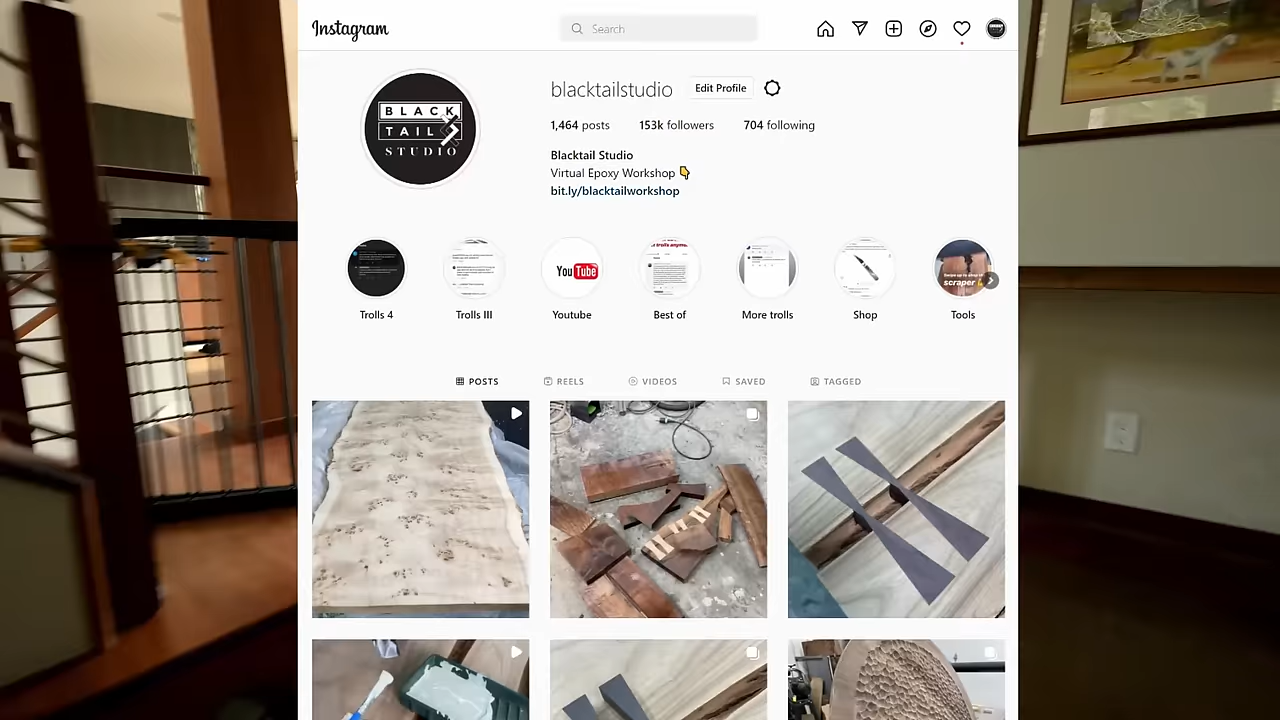 Instagram
Search
BLACK
TAIL
STUDIO
blacktailstudio Edit Profile
1,464 posts 153k followers 704 following
Blacktail Studio
Virtual Epoxy Workshop 👇
bit.ly/blacktailworkshop
You Tube
scraper
Trolls 4 Trolls III Youtube Best of More trolls Shop Tools
POSTS REELS VIDEOS SAVED TAGGED